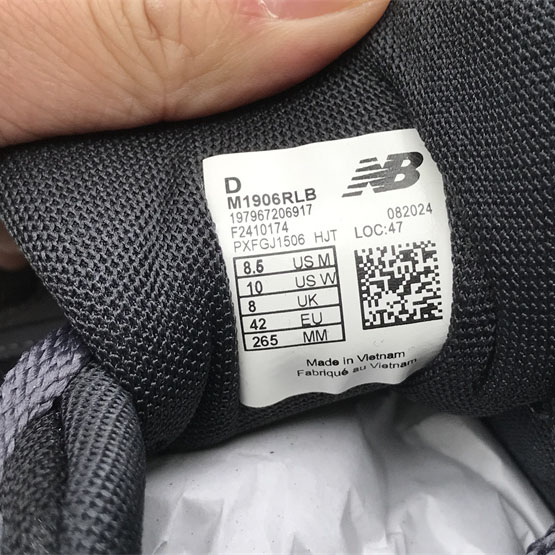 D
NB
M1906RLB
197967206917
082024
F2410174
LOC:47
PXFGJ1506 HJT
8.5 US M
10 US W
8 UK
42 EU
265 MM
Made in Vietnam
Fabriqué au Vietnam